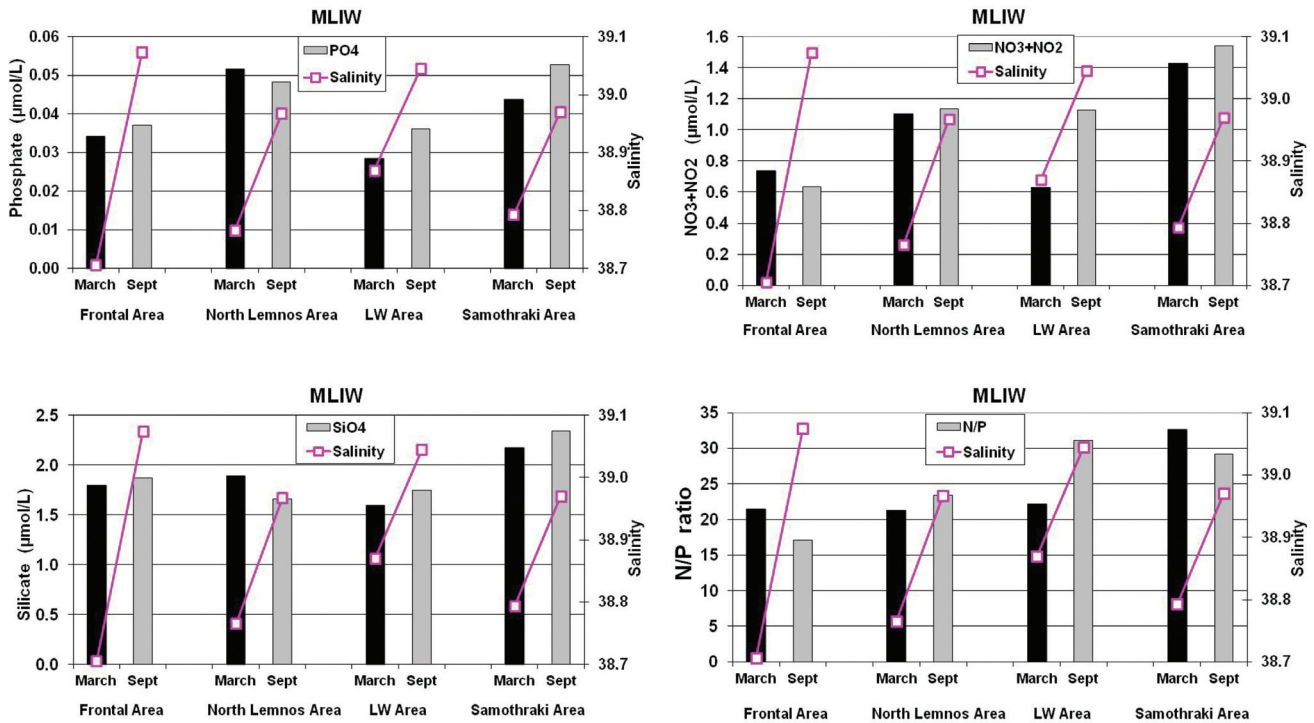 MLIW
Phosphate (µmol/L)
0.06
0.05
0.04
0.03
0.02
0.01
0.00
PO4
Salinity
39.1
39.0
38.9
38.8
38.7
Salinity
March Sept March Sept March Sept March Sept
Frontal Area North Lemnos Area LW Area Samothraki Area
MLIW
NO3+NO2 (µmol/L)
1.6
1.4
1.2
1.0
0.8
0.6
0.4
0.2
0.0
NO3+NO2
Salinity
39.1
39.0
38.9
38.8
38.7
Salinity
March Sept March Sept March Sept March Sept
Frontal Area North Lemnos Area LW Area Samothraki Area
MLIW
Silicate (µmol/L)
2.5
2.0
1.5
1.0
0.5
0.0
SiO4
Salinity
39.1
39.0
38.9
38.8
38.7
Salinity
March Sept March Sept March Sept March Sept
Frontal Area North Lemnos Area LW Area Samothraki Area
MLIW
N/P ratio
35
30
25
20
15
10
5
0
N/P
Salinity
39.1
39.0
38.9
38.8
38.7
Salinity
March Sept March Sept March Sept March Sept
Frontal Area North Lemnos Area LW Area Samothraki Area